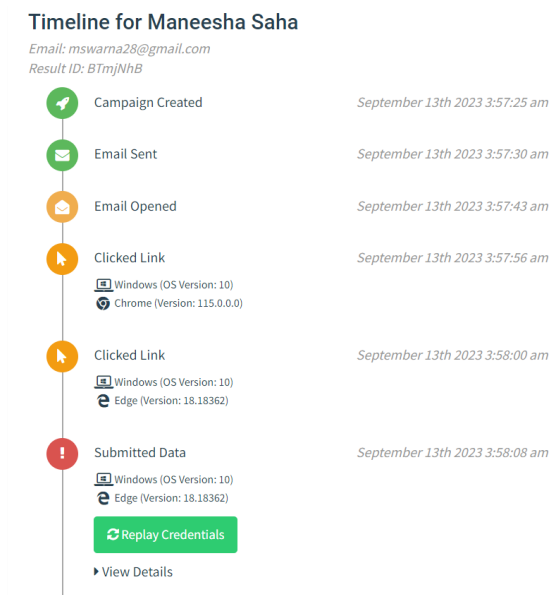 Timeline for Maneesha Saha
Email: mswarna28@gmail.com
Result ID: BTmjNhB
Campaign Created September 13th 2023 3:57:25 am
Email Sent September 13th 2023 3:57:30 am
Email Opened September 13th 2023 3:57:43 am
Clicked Link September 13th 2023 3:57:56 am
Windows (OS Version: 10)
Chrome (Version: 115.0.0.0)
Clicked Link September 13th 2023 3:58:00 am
Windows (OS Version: 10)
Edge (Version: 18.18362)
Submitted Data September 13th 2023 3:58:08 am
Windows (OS Version: 10)
Edge (Version: 18.18362)
Replay Credentials
View Details